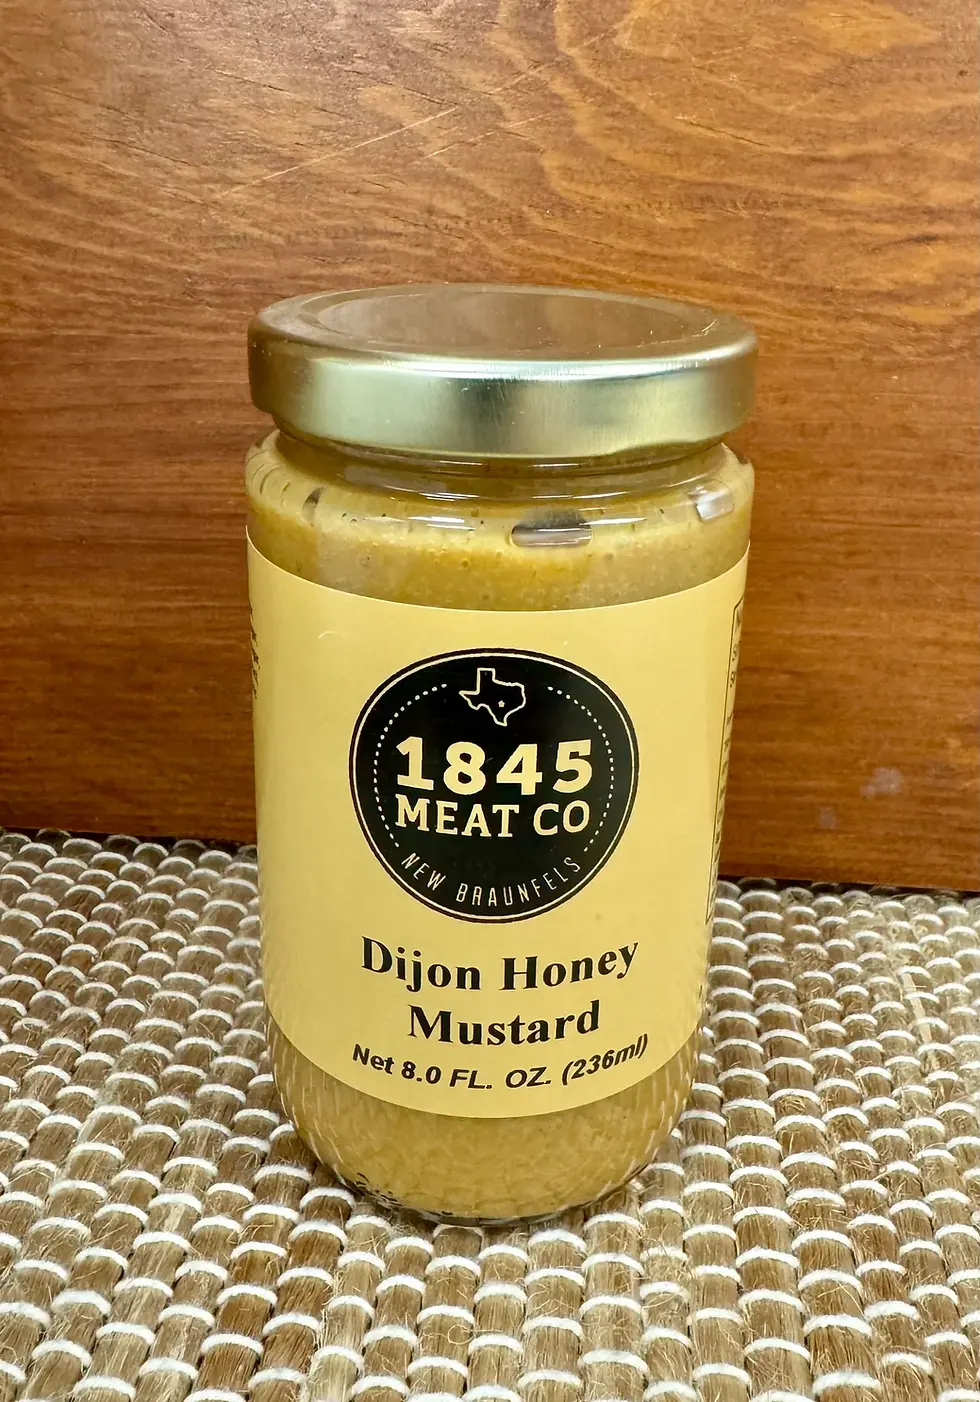 1845
MEAT CO
NEW BRAUNFELS
Dijon Honey
Mustard
Net 8.0 FL. OZ. (236ml)